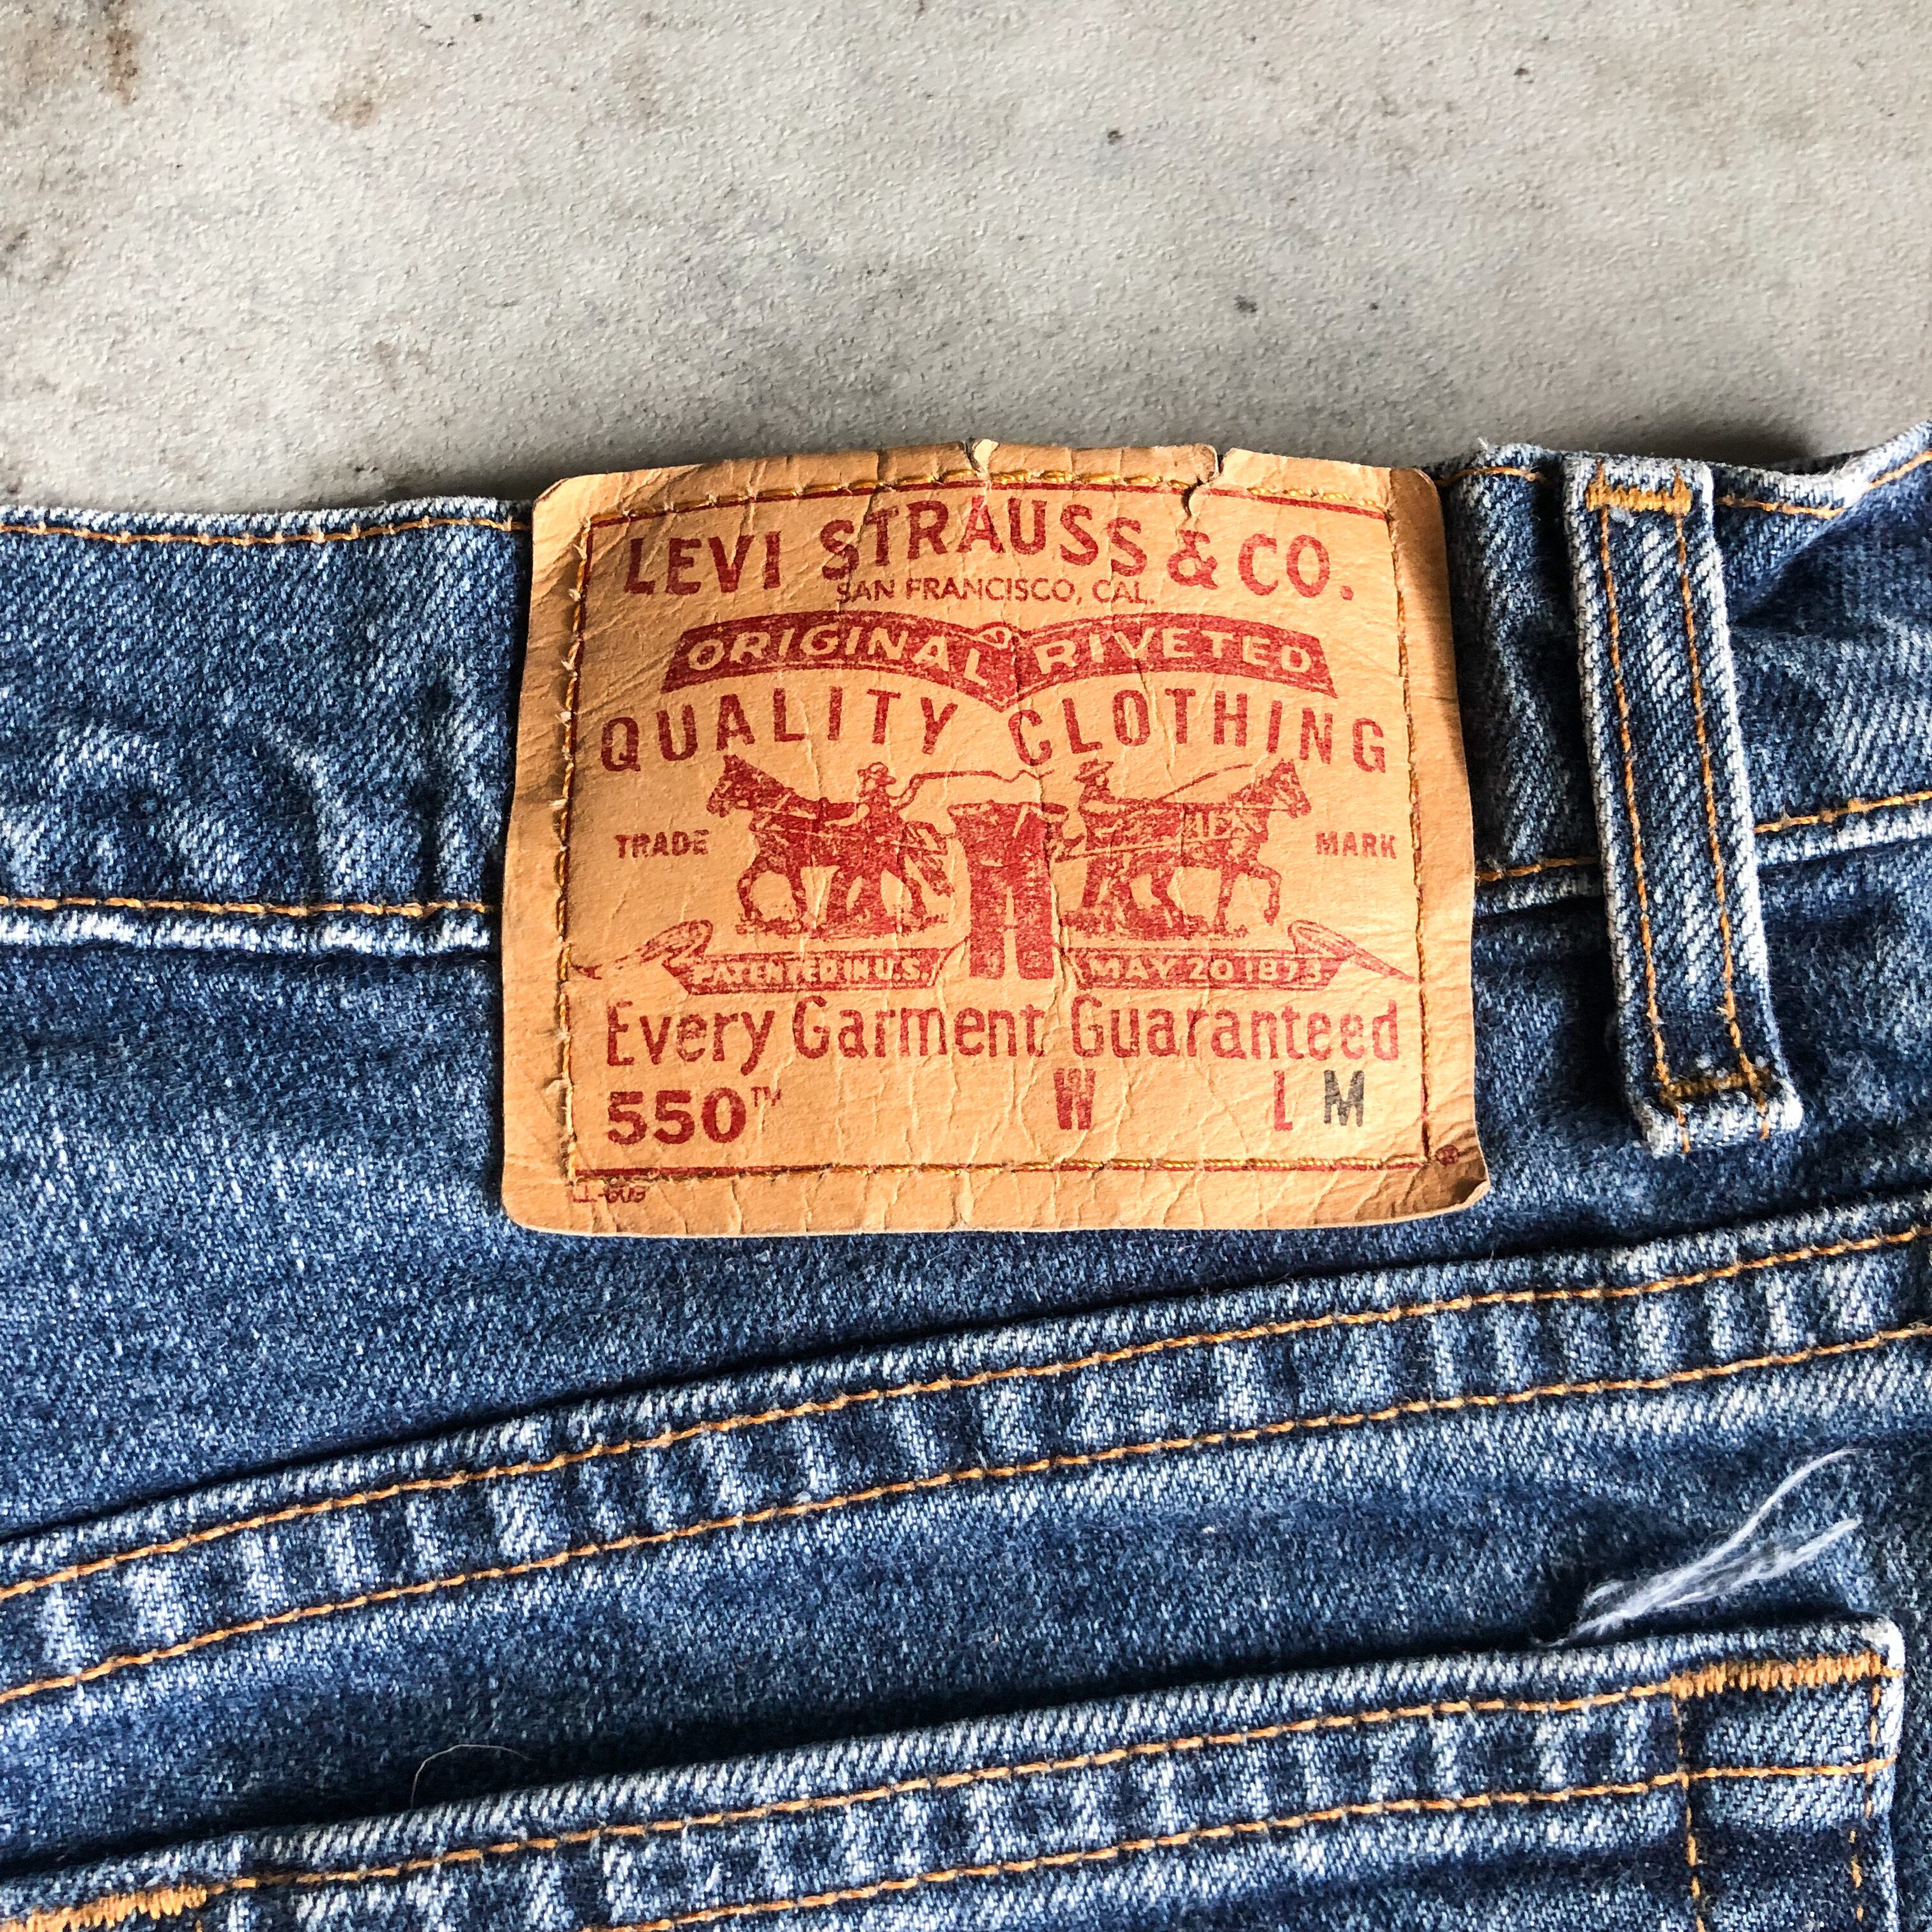 LEVI STRAUSS & CO.
SAN FRANCISCO, CAL.
ORIGINAL RIVETED
QUALITY CLOTHING
TRADE MARK
PATENTED IN U.S. MAY 20 1873
Every Garment Guaranteed
550™ W L M
®